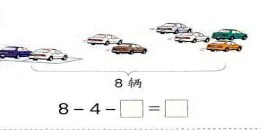 8 辆
8 - 4 - □ = □